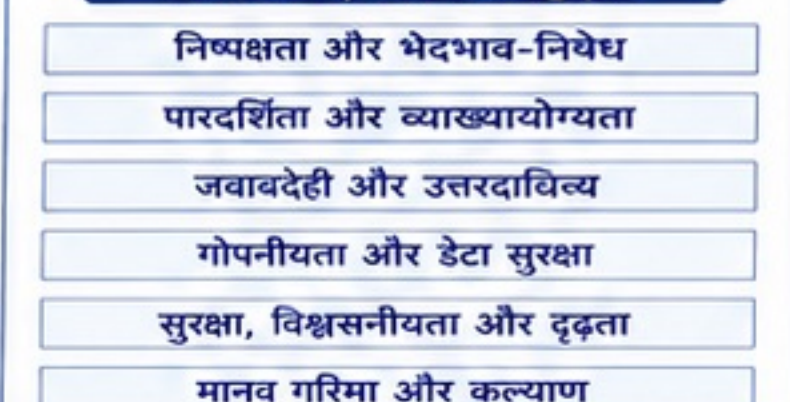 निष्पक्षता और भेदभाव-निषेध
पारदर्शिता और व्याख्यायोग्यता
जवाबदेही और उत्तरदायित्व
गोपनीयता और डेटा सुरक्षा
सुरक्षा, विश्वसनीयता और दृढ़ता
मानव गरिमा और कल्याण